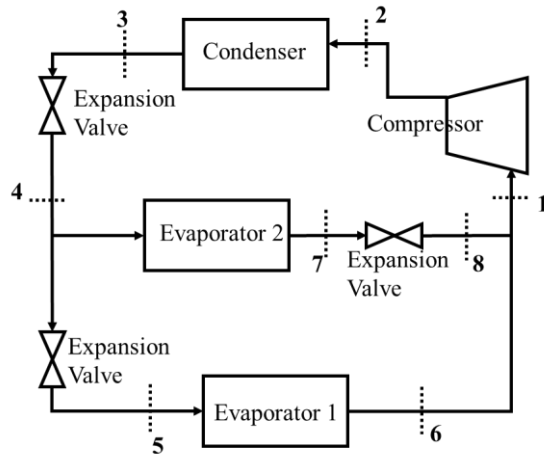 3
2
Condenser
Expansion
Valve
Compressor
4
1
Evaporator 2
7
Expansion
Valve
8
Expansion
Valve
Evaporator 1
5
6